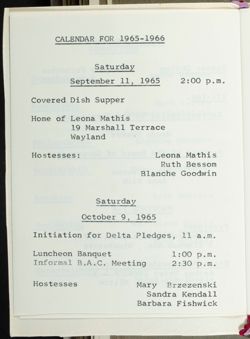 CALENDAR FOR 1965-1966
Saturday
September 11, 1965 2:00 p.m.
Covered Dish Supper
Home of Leona Mathis
19 Marshall Terrace
Wayland
Hostesses: Leona Mathis
Ruth Bessom
Blanche Goodwin
Saturday
October 9, 1965
Initiation for Delta Pledges, 11 a.m.
Luncheon Banquet 1:00 p.m.
Informal B.A.C. Meeting 2:30 p.m.
Hostesses Mary Brzezenski
Sandra Kendall
Barbara Fishwick